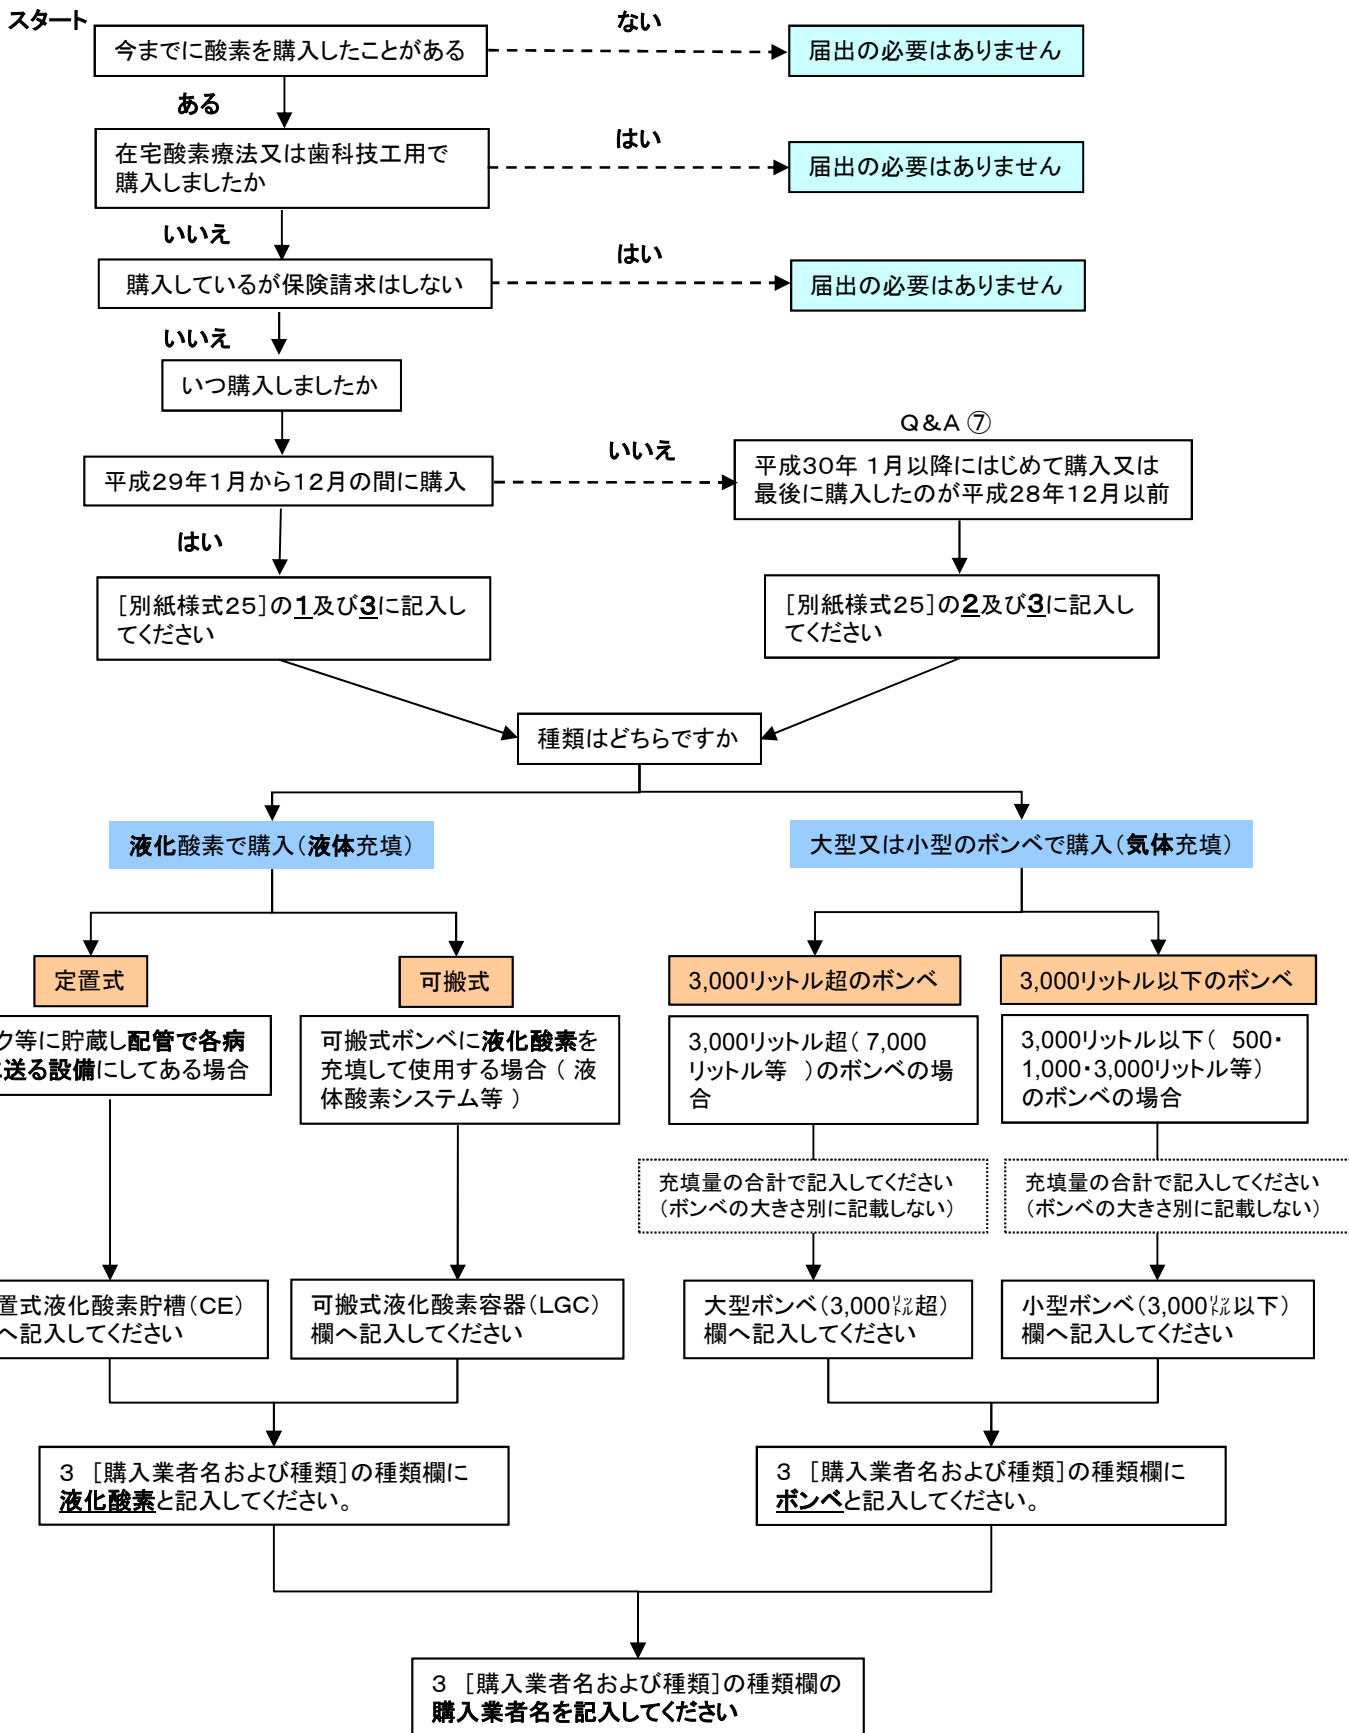 スタート
今までに酸素を購入したことがある
ない
届出の必要はありません
ある
在宅酸素療法又は歯科技工用で
購入しましたか
はい
届出の必要はありません
いいえ
購入しているが保険請求はしない
はい
届出の必要はありません
いいえ
いつ購入しましたか
Q&A ⑦
平成29年1月から12月の間に購入
いいえ
平成30年 1月以降にはじめて購入又は
最後に購入したのが平成28年12月以前
はい
[別紙様式25]の1及び3に記入し
てください
[別紙様式25]の2及び3に記入し
てください
種類はどちらですか
液化酸素で購入(液体充填)
大型又は小型のボンベで購入(気体充填)
定置式
可搬式
3,000リットル超のボンベ
3,000リットル以下のボンベ
ク等に貯蔵し配管で各病
送る設備にしてある場合
可搬式ボンベに液化酸素を
充填して使用する場合 ( 液
体酸素システム等 )
3,000リットル超( 7,000
リットル等 )のボンベの場
合
3,000リットル以下( 500・
1,000・3,000リットル等)
のボンベの場合
充填量の合計で記入してください
(ボンベの大きさ別に記載しない)
充填量の合計で記入してください
(ボンベの大きさ別に記載しない)
置式液化酸素貯槽(CE)
へ記入してください
可搬式液化酸素容器(LGC)
欄へ記入してください
大型ボンベ(3,000㍑超)
欄へ記入してください
小型ボンベ(3,000㍑以下)
欄へ記入してください
3 [購入業者名および種類]の種類欄に
液化酸素と記入してください。
3 [購入業者名および種類]の種類欄に
ボンベと記入してください。
3 [購入業者名および種類]の種類欄の
購入業者名を記入してください